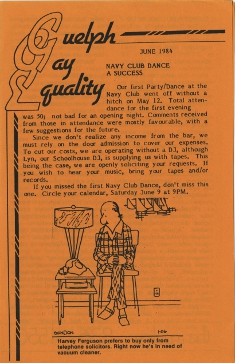 Guelph
Gay
Equality
JUNE 1984
NAVY CLUB DANCE
A SUCCESS
Our first Party/Dance at the
Navy Club went off without a
hitch on May 12. Total atten-
dance for the first evening
was 50; not bad for an opening night. Comments received
from those in attendance were mostly favourable, with a
few suggestions for the future.
Since we don't realize any income from the bar, we
must rely on the door admission to cover our expenses.
To cut our costs, we are operating without a DJ, although
Lyn, our Schoolhouse DJ, is supplying us with tapes. This
being the case, we are openly soliciting your requests. If
you wish to hear your music, bring your tapes and/or
records.
If you missed the first Navy Club Dance, don't miss this
one. Circle your calendar, Saturday June 9 at 9PM.
Harvey Ferguson prefers to buy only from
telephone solicitors. Right now he's in need of
vacuum cleaner.